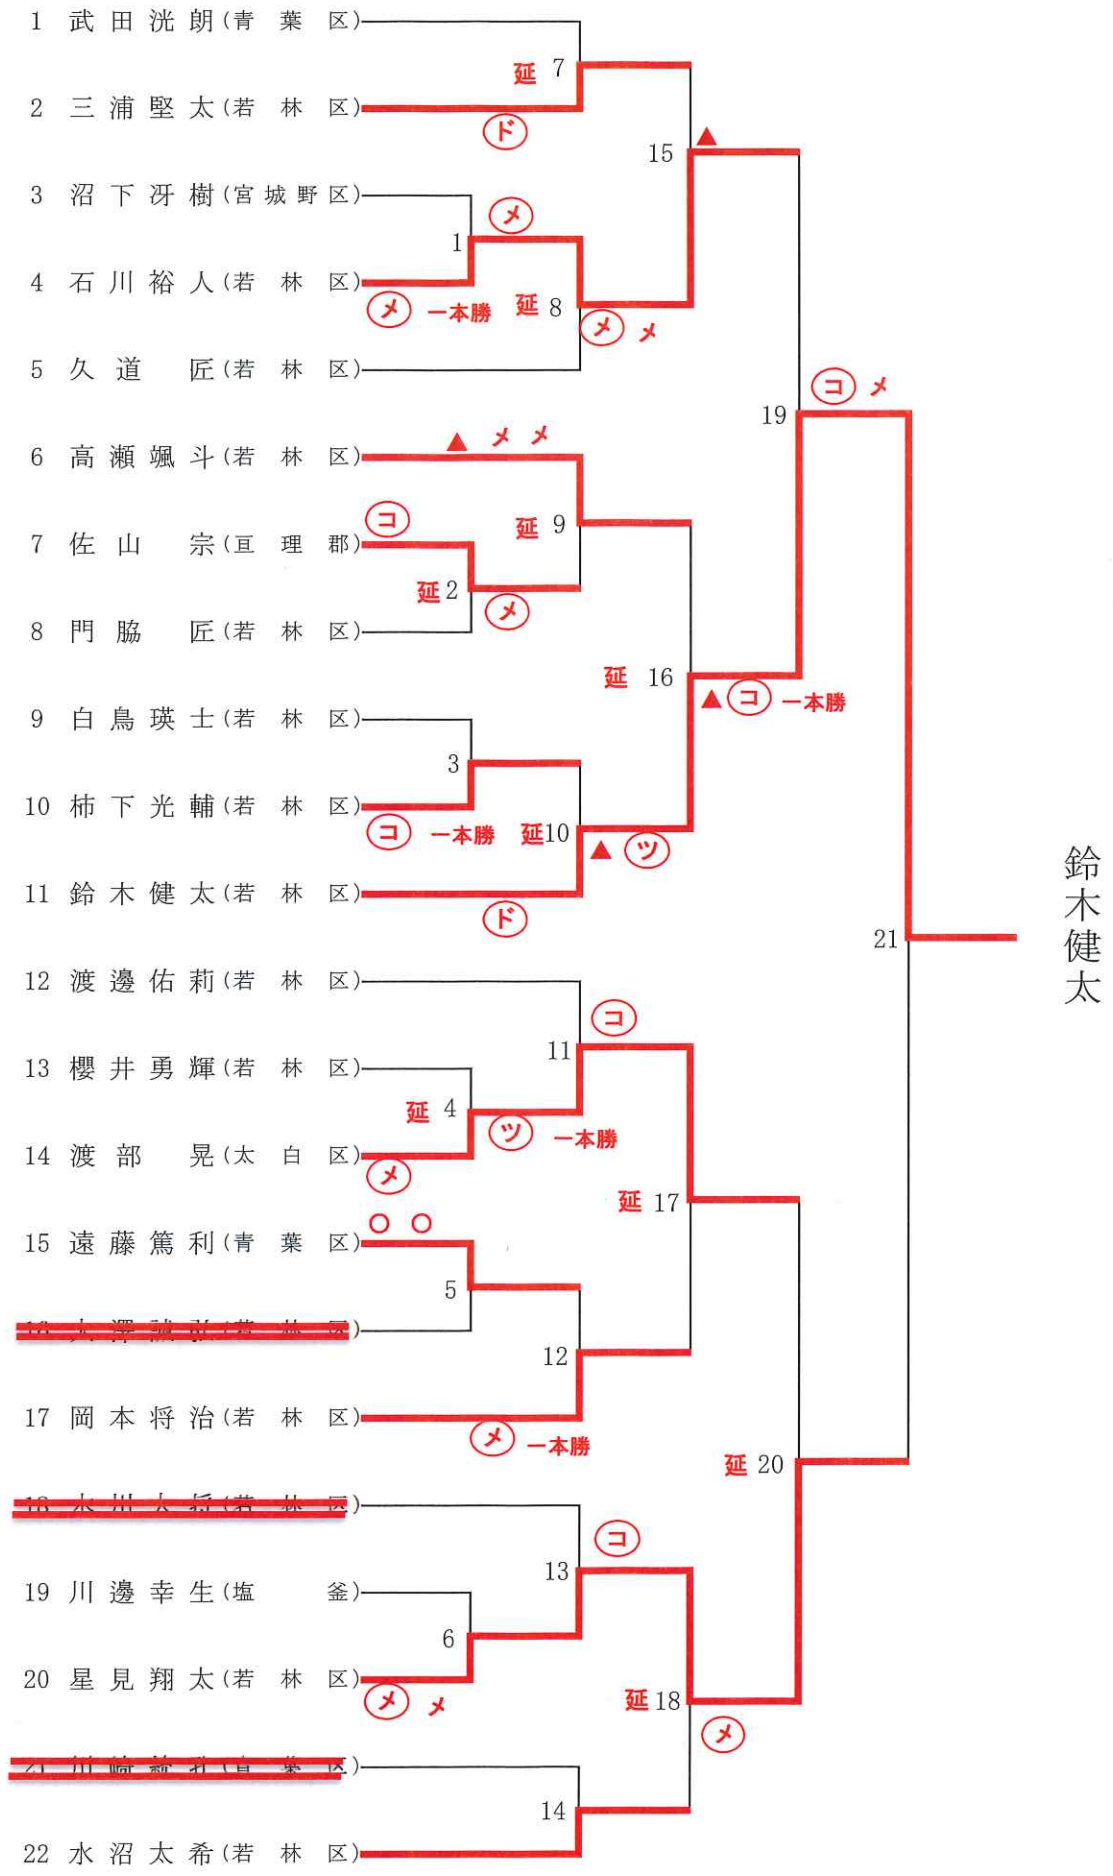 1 武田洸朗(青葉区)
延 7
2 三浦堅太(若林区)
ド
15 ▲
3 沼下冴樹(宮城野区)
メ
1
4 石川裕人(若林区)
メ 一本勝 延 8
メ メ
5 久道 匠(若林区)
コ メ
19
▲ メ メ
6 高瀬颯斗(若林区)
コ
延 9
7 佐山 宗(亘理郡)
延 2
メ
8 門脇 匠(若林区)
延 16
▲ コ 一本勝
9 白鳥瑛士(若林区)
3
10 柿下光輔(若林区)
コ 一本勝 延 10
▲ ツ
11 鈴木健太(若林区)
ド
鈴木健太
21
12 渡邊佑莉(若林区)
コ
11
13 櫻井勇輝(若林区)
延 4
ツ 一本勝
14 渡部 晃(太白区)
メ
延 17
○ ○
15 遠藤篤利(青葉区)
5
12
17 岡本将治(若林区)
メ 一本勝
延 20
コ
13
19 川邊幸生(塩釜)
6
20 星見翔太(若林区)
メ メ
延 18
メ
14
22 水沼太希(若林区)